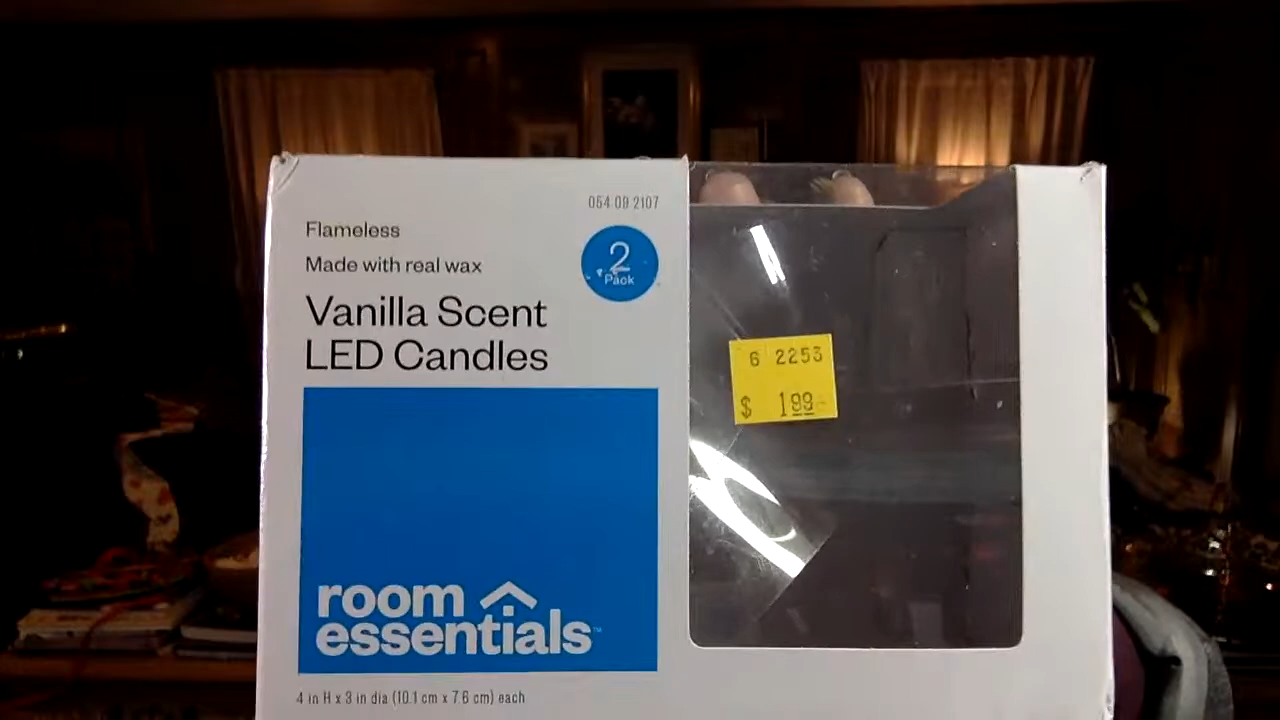 054 09 2107
Flameless
2
Pack
Made with real wax
Vanilla Scent
LED Candles
6 2253
$ 1.99
room
essentials™
4 in H x 3 in dia (10.1 cm x 7.6 cm) each